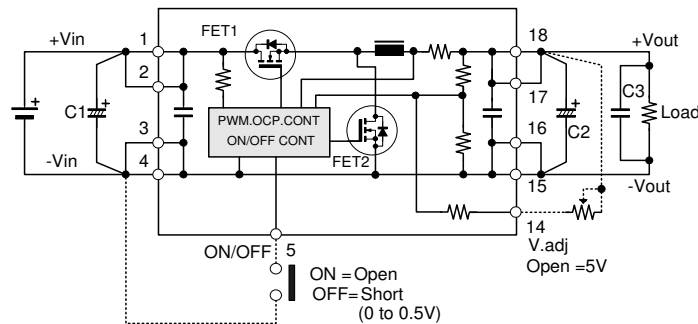 +Vin
1
FET1
18
+Vout
2
17
C1
+
+
PWM.OCP.CONT
ON/OFF CONT
+
C2
C3
Load
3
16
-Vin
4
FET2
15
-Vout
14
V.adj
Open =5V
ON/OFF
5
ON =Open
OFF= Short
(0 to 0.5V)